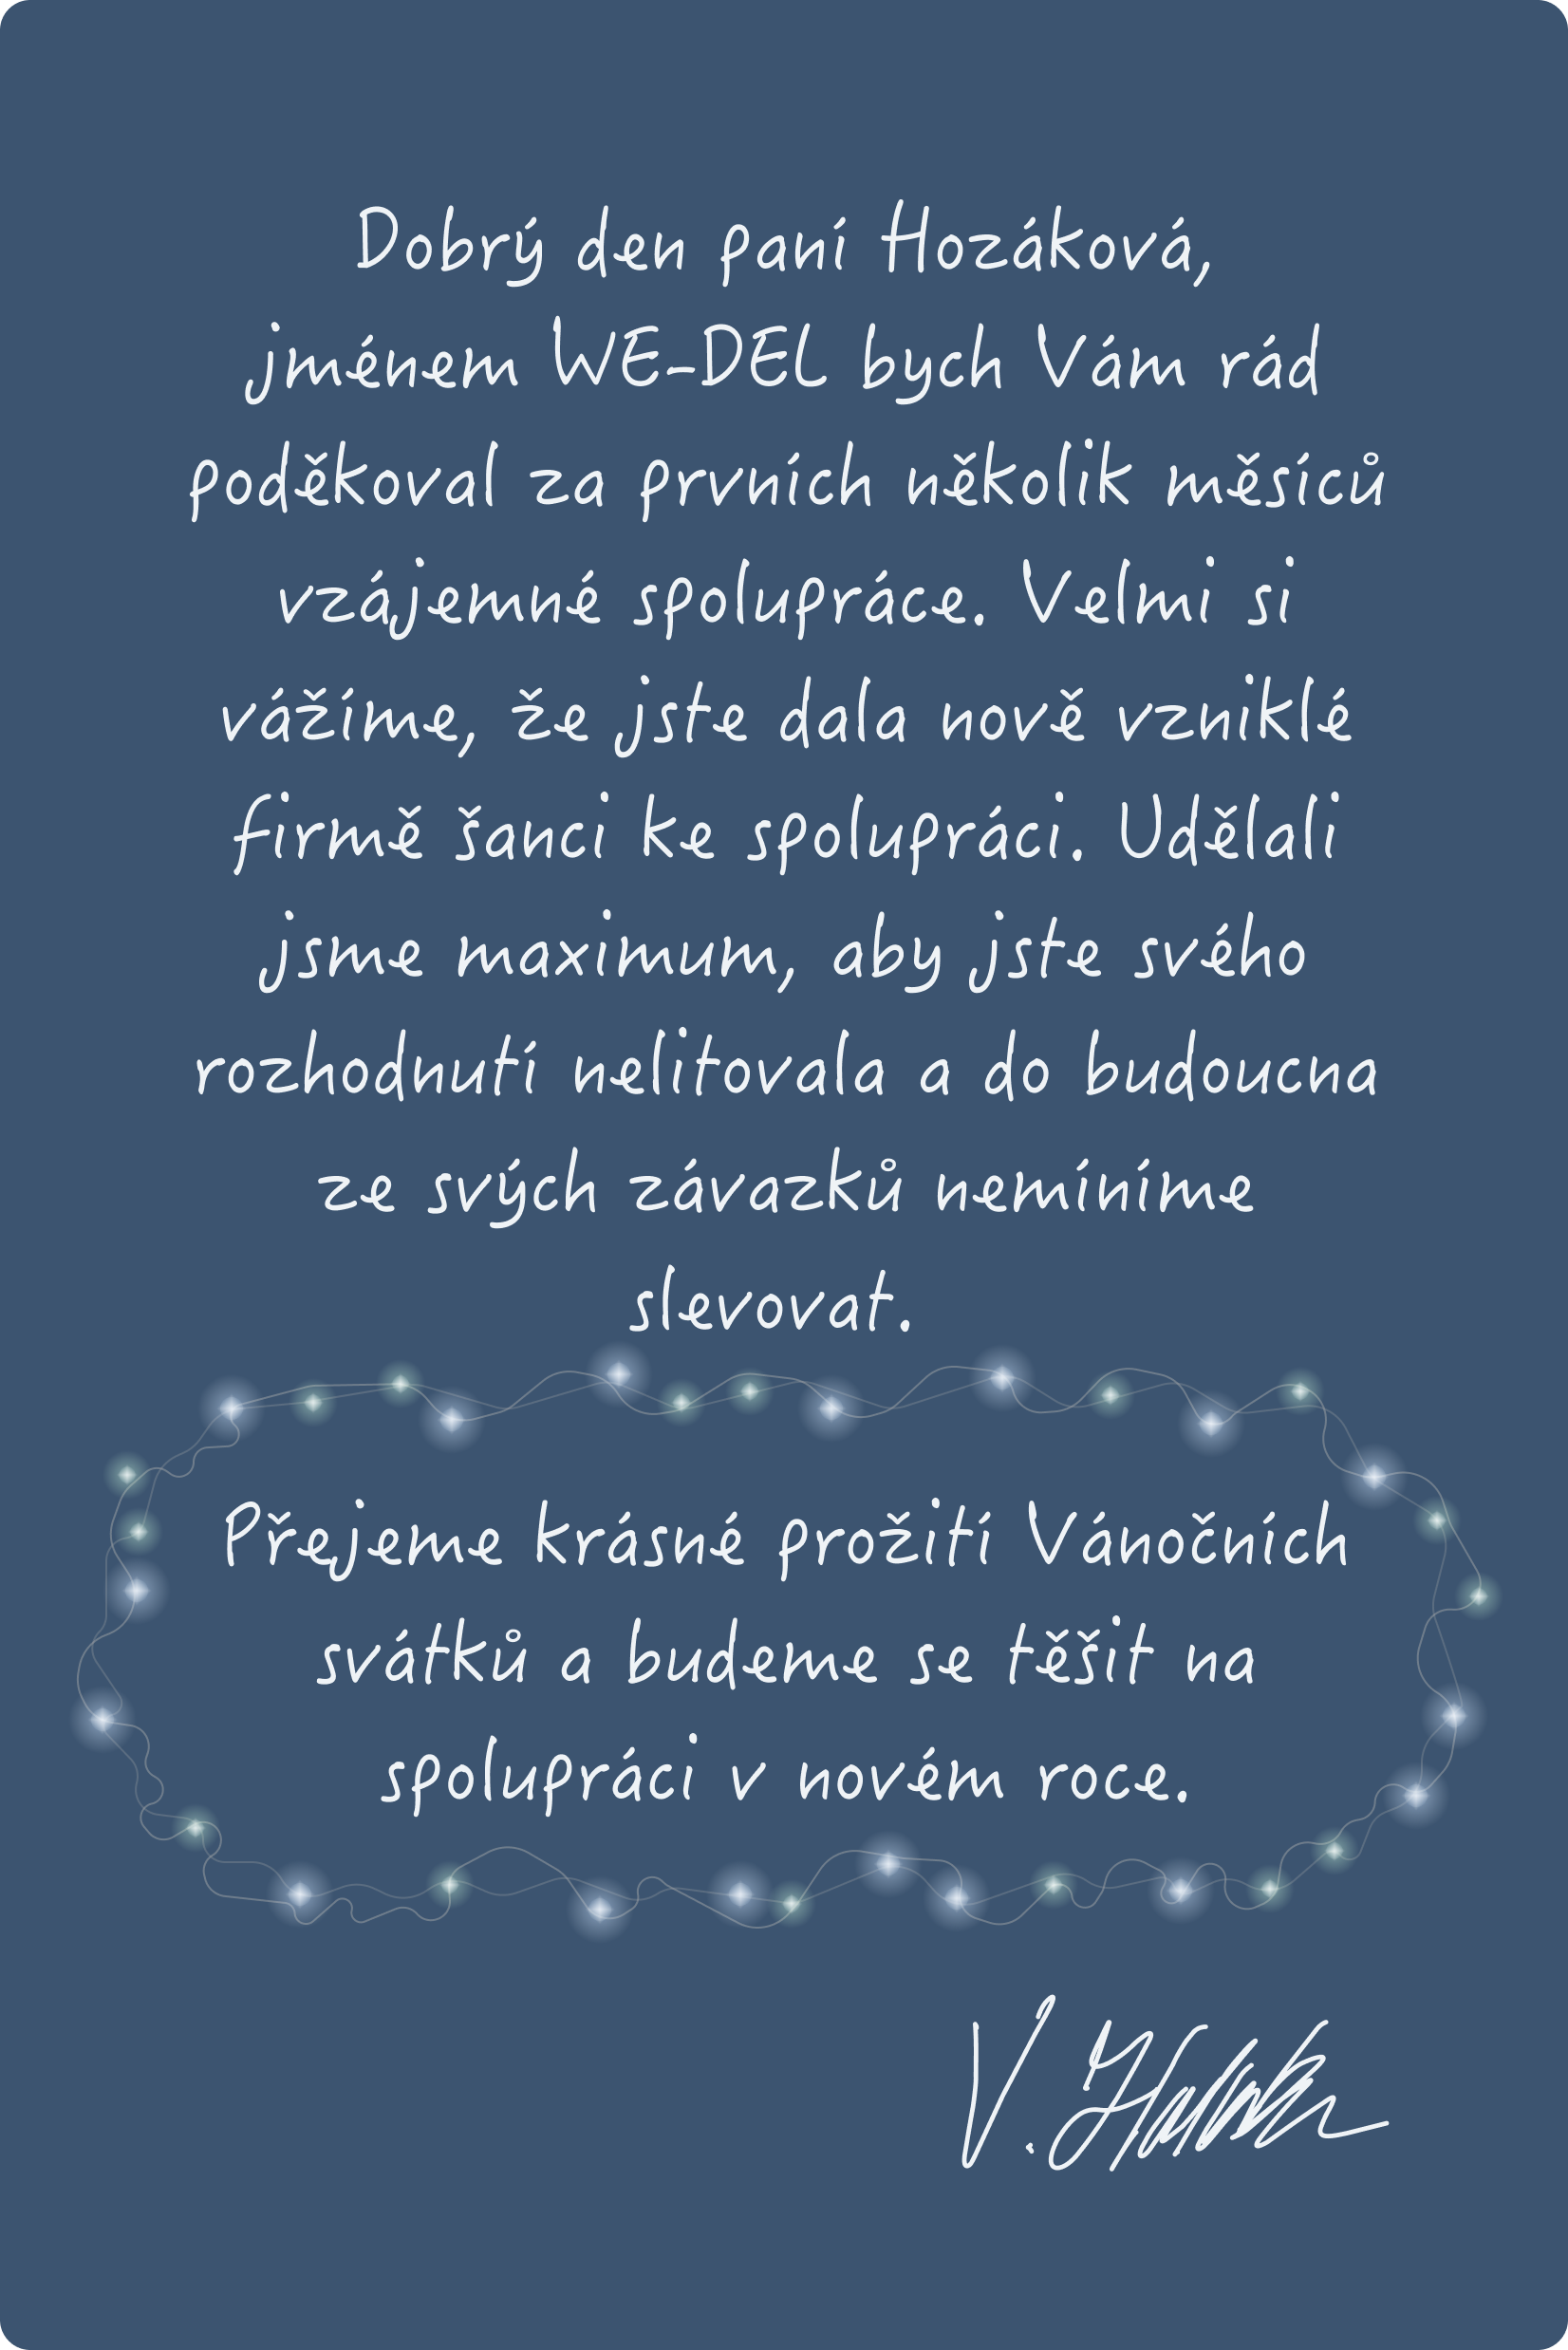 Dobrý den paní Hozáková,
jménem WE-DEL bych Vám rád
poděkoval za prvních několik měsíců
vzájemné spolupráce. Velmi si
vážíme, že jste dala nově vzniklé
firmě šanci ke spolupráci. Udělali
jsme maximum, aby jste svého
rozhodnutí nelitovala a do budoucna
ze svých závazků nemíníme
slevovat.
Přejeme krásné prožití Vánočních
svátků a budeme se těšit na
spolupráci v novém roce.
V.